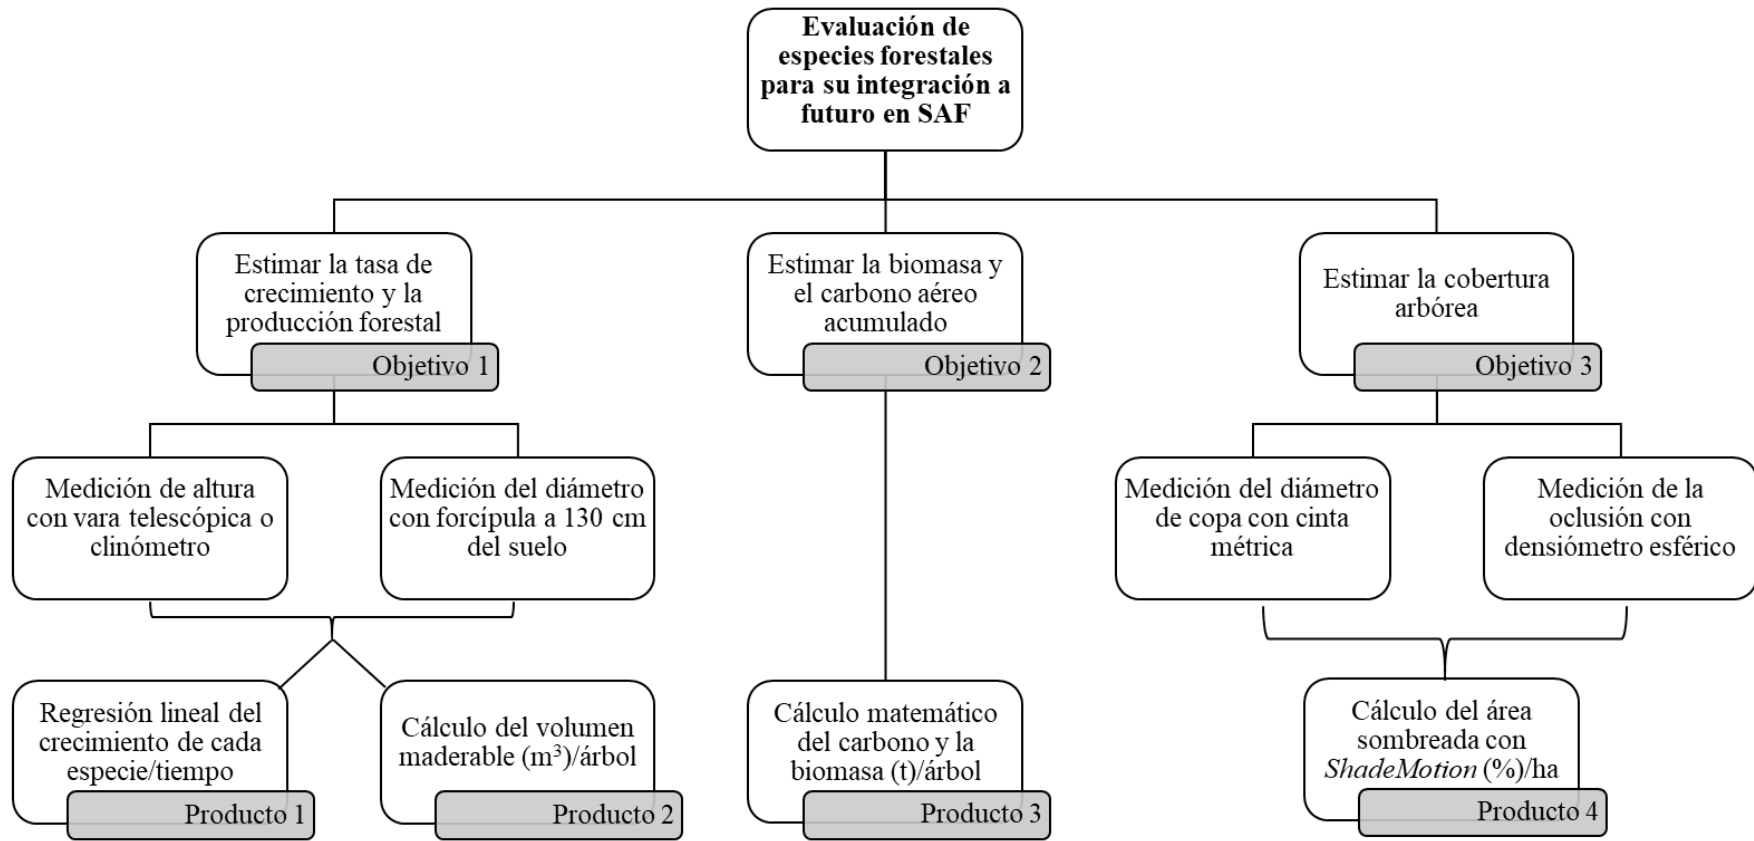 Evaluación de
especies forestales
para su integración a
futuro en SAF
Estimar la tasa de
crecimiento y la
producción forestal
Objetivo 1
Estimar la biomasa y
el carbono aéreo
acumulado
Objetivo 2
Estimar la cobertura
arbórea
Objetivo 3
Medición de altura
con vara telescópica o
clinómetro
Medición del diámetro
con forcípula a 130 cm
del suelo
Medición del diámetro
de copa con cinta
métrica
Medición de la
oclusión con
densiómetro esférico
Regresión lineal del
crecimiento de cada
especie/tiempo
Producto 1
Cálculo del volumen
maderable (m³)/árbol
Producto 2
Cálculo matemático
del carbono y la
biomasa (t)/árbol
Producto 3
Cálculo del área
sombreada con
ShadeMotion (%)/ha
Producto 4